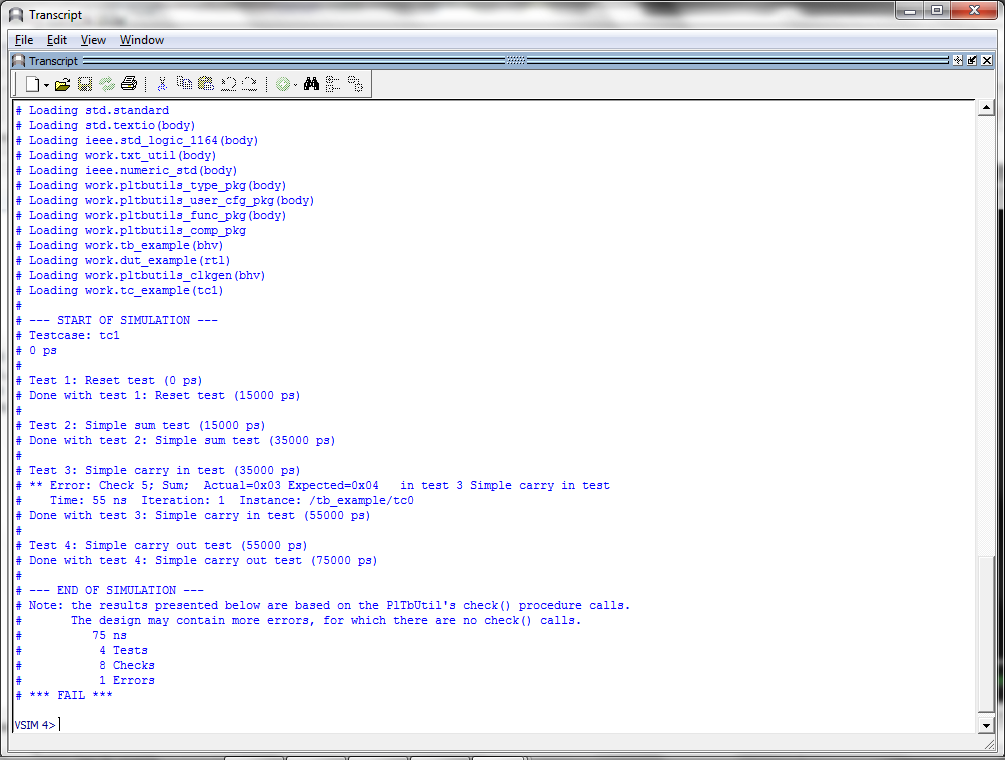 Transcript
File Edit View Window
Transcript
# Loading std.standard
# Loading std.textio(body)
# Loading ieee.std_logic_1164(body)
# Loading work.txt_util(body)
# Loading ieee.numeric_std(body)
# Loading work.pltbutils_type_pkg(body)
# Loading work.pltbutils_user_cfg_pkg(body)
# Loading work.pltbutils_func_pkg(body)
# Loading work.pltbutils_comp_pkg
# Loading work.tb_example(bhv)
# Loading work.dut_example(rtl)
# Loading work.pltbutils_clkgen(bhv)
# Loading work.tc_example(tc1)
#
# --- START OF SIMULATION ---
# Testcase: tc1
# 0 ps
#
# Test 1: Reset test (0 ps)
# Done with test 1: Reset test (15000 ps)
#
# Test 2: Simple sum test (15000 ps)
# Done with test 2: Simple sum test (35000 ps)
#
# Test 3: Simple carry in test (35000 ps)
# ** Error: Check 5; Sum;  Actual=0x03 Expected=0x04   in test 3 Simple carry in test
#    Time: 55 ns  Iteration: 1  Instance: /tb_example/tc0
# Done with test 3: Simple carry in test (55000 ps)
#
# Test 4: Simple carry out test (55000 ps)
# Done with test 4: Simple carry out test (75000 ps)
#
# --- END OF SIMULATION ---
# Note: the results presented below are based on the PlTbUtil's check() procedure calls.
#       The design may contain more errors, for which there are no check() calls.
#          75 ns
#           4 Tests
#           8 Checks
#           1 Errors
# *** FAIL ***
VSIM 4>